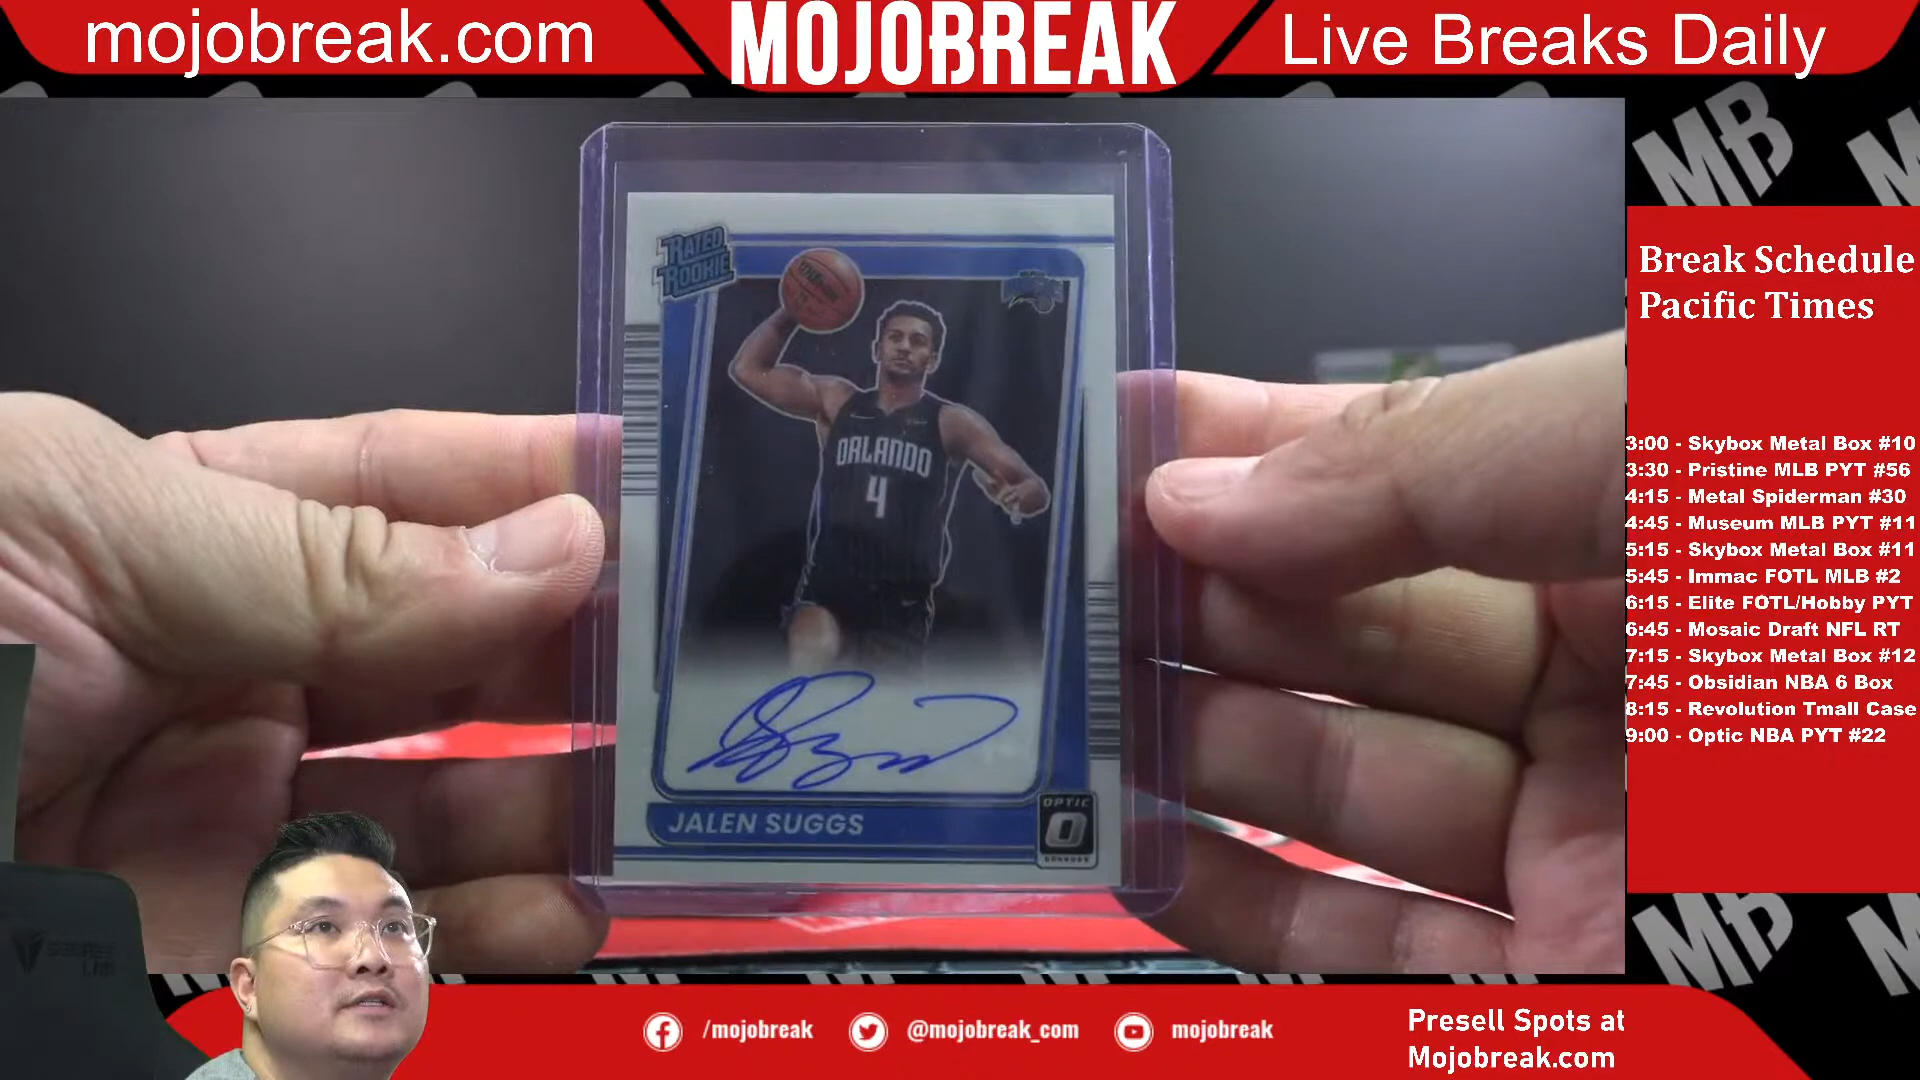 mojobreak.com
MOJOBREAK
Live Breaks Daily
MB
RATED
ROOKIE
Wilson
ORLANDO
4
JALEN SUGGS
OPTIC
DONRUSS
Break Schedule
Pacific Times
3:00 - Skybox Metal Box #10
3:30 - Pristine MLB PYT #56
4:15 - Metal Spiderman #30
4:45 - Museum MLB PYT #11
5:15 - Skybox Metal Box #11
5:45 - Immac FOTL MLB #2
6:15 - Elite FOTL/Hobby PYT
6:45 - Mosaic Draft NFL RT
7:15 - Skybox Metal Box #12
7:45 - Obsidian NBA 6 Box
8:15 - Revolution Tmall Case
9:00 - Optic NBA PYT #22
MB
/mojobreak
@mojobreak_com
mojobreak
Presell Spots at
Mojobreak.com